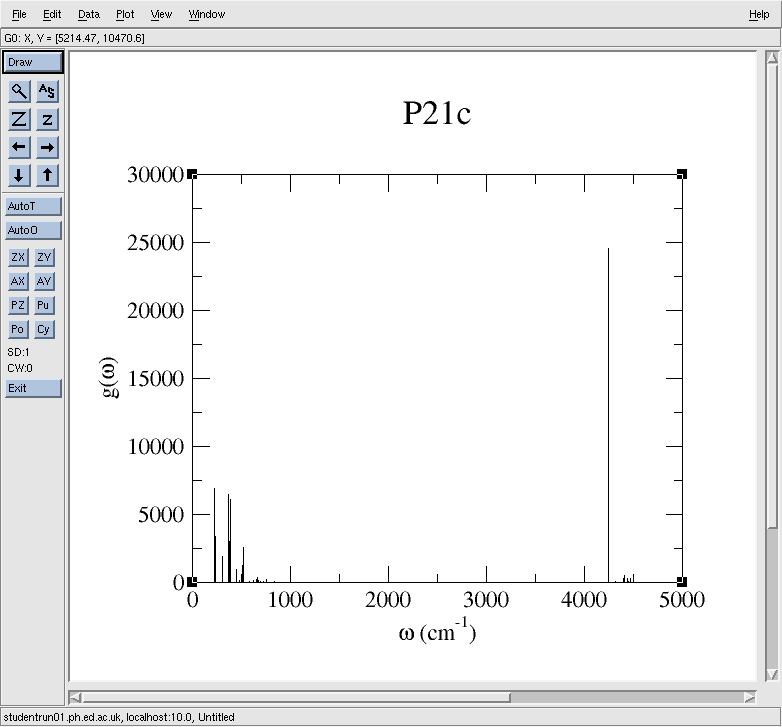 File Edit Data Plot View Window Help
G0: X, Y = [5214.47, 10470.6]
Draw
AS
Z z
AutoT
AutoO
ZX ZY
AX AY
PZ Pu
Po Cy
SD:1
CW:0
Exit
P21c
30000
25000
20000
15000
10000
5000
0
g(ω)
0 1000 2000 3000 4000 5000
ω (cm⁻¹)
studentrun01.ph.ed.ac.uk, localhost:10.0, Untitled